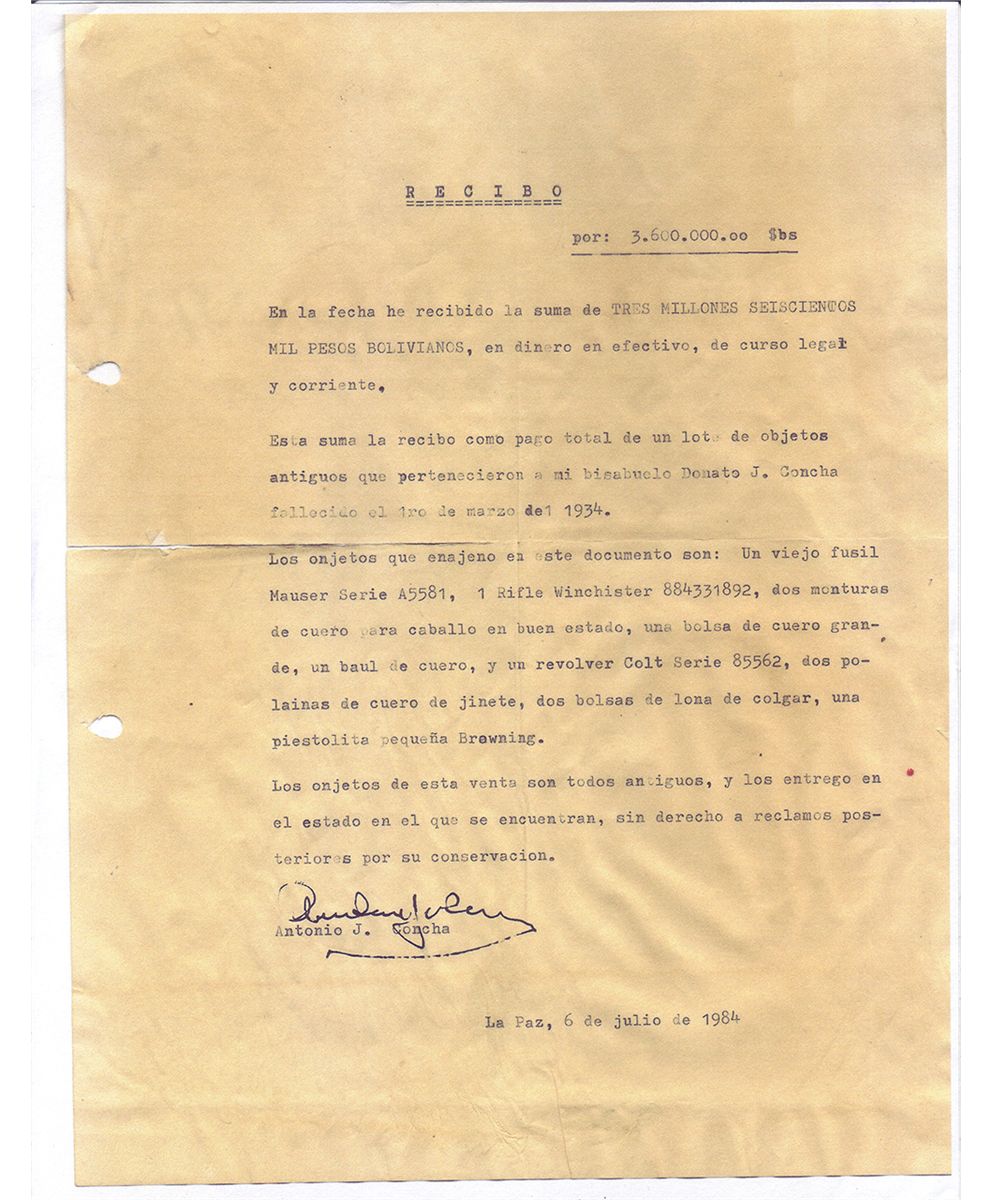 R E C I B O
por: 3.600.000.oo $bs
En la fecha he recibido la suma de TRES MILLONES SEISCIENTOS
MIL PESOS BOLIVIANOS, en dinero en efectivo, de curso legal
y corriente.
Esta suma la recibo como pago total de un lote de objetos
antiguos que pertenecieron a mi bisabuelo Donato J. Concha
fallecido el 1ro de marzo del 1934.
Los onjetos que enajeno en este documento son: Un viejo fusil
Mauser Serie A5581, 1 Rifle Winchister 884331892, dos monturas
de cuero para caballo en buen estado, una bolsa de cuero gran-
de, un baul de cuero, y un revolver Colt Serie 85562, dos po-
lainas de cuero de jinete, dos bolsas de lona de colgar, una
piestolita pequeña Browning.
Los onjetos de esta venta son todos antiguos, y los entrego en
el estado en el que se encuentran, sin derecho a reclamos pos-
teriores por su conservacion.
Antonio J. Concha
La Paz, 6 de julio de 1984